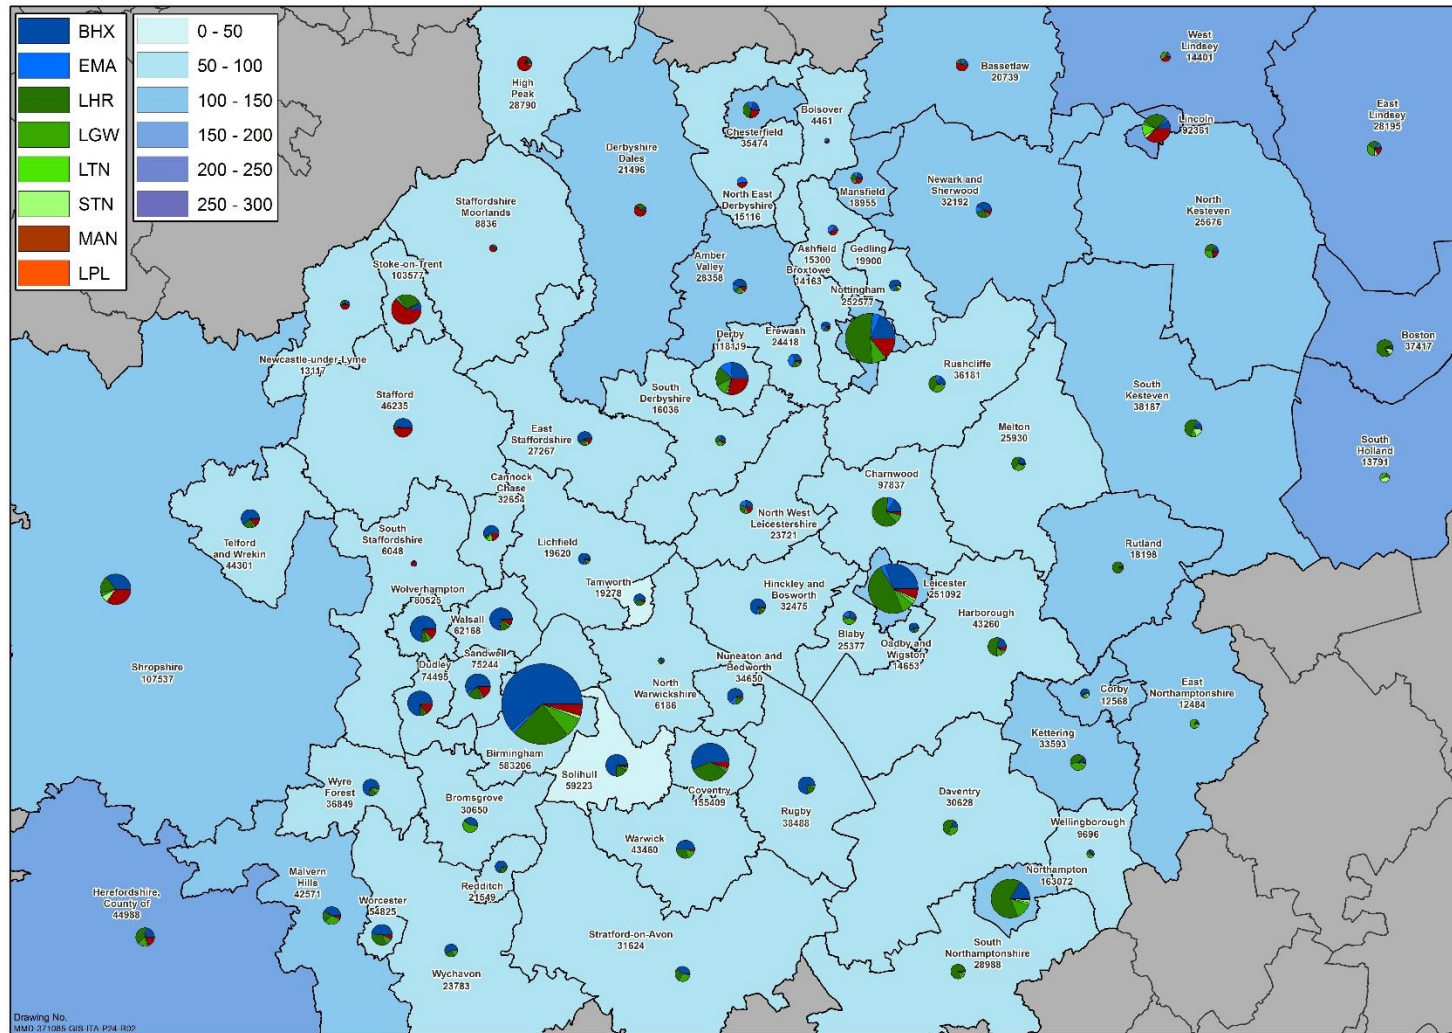 BHX
EMA
LHR
LGW
LTN
STN
MAN
LPL
0 - 50
50 - 100
100 - 150
150 - 200
200 - 250
250 - 300
High
Peak
28790
Bassetlaw
20739
West
Lindsey
14401
East
Lindsey
28195
Lincoln
92361
Chesterfield
35474
Bolsover
4461
Derbyshire
Dales
21496
North East
Derbyshire
15116
Mansfield
18955
Newark and
Sherwood
32192
North
Kesteven
25676
Staffordshire
Moorlands
8836
Stoke-on-Trent
103577
Amber
Valley
28358
Ashfield
15300
Broxtowe
14163
Gedling
19900
Nottingham
252577
Newcastle-under-Lyme
13117
Derby
118119
Erewash
24418
Rushcliffe
36181
Boston
37417
South
Kesteven
38187
South
Holland
13791
Stafford
46235
South
Derbyshire
16036
East
Staffordshire
27267
Melton
25930
Charnwood
97837
Cannock
Chase
32654
North West
Leicestershire
23721
Telford
and Wrekin
44301
South
Staffordshire
6048
Lichfield
19620
Rutland
18198
Tamworth
19278
Hinckley and
Bosworth
32475
Leicester
251092
Wolverhampton
80525
Walsall
62168
Blaby
25377
Oadby and
Wigston
14653
Harborough
43260
Shropshire
107537
Dudley
74495
Sandwell
75244
Nuneaton and
Bedworth
34650
North
Warwickshire
6186
Corby
12568
East
Northamptonshire
12484
Kettering
33593
Birmingham
583206
Solihull
59223
Coventry
155409
Wyre
Forest
36849
Bromsgrove
30650
Rugby
38488
Daventry
30628
Wellingborough
9696
Warwick
43460
Redditch
21549
Northampton
163072
Malvern
Hills
42571
Herefordshire,
County of
44988
Worcester
54825
Stratford-on-Avon
31624
Wychavon
23783
South
Northamptonshire
28988
Drawing No.
MMD-371085-GIS-ITA-P24-R02